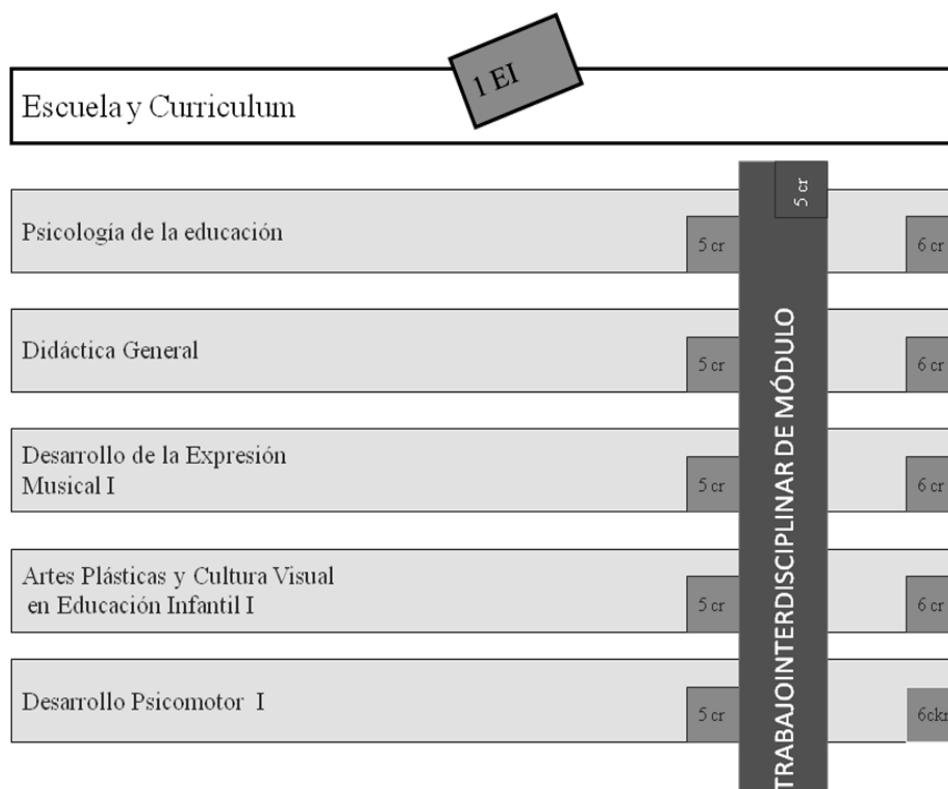 1 EI
Escuela y Curriculum
5 cr
Psicología de la educación
5 cr
6 cr
Didáctica General
5 cr
6 cr
Desarrollo de la Expresión
Musical I
5 cr
6 cr
Artes Plásticas y Cultura Visual
en Educación Infantil I
5 cr
6 cr
Desarrollo Psicomotor I
5 cr
6ckr
TRABAJOINTERDISCIPLINAR DE MÓDULO